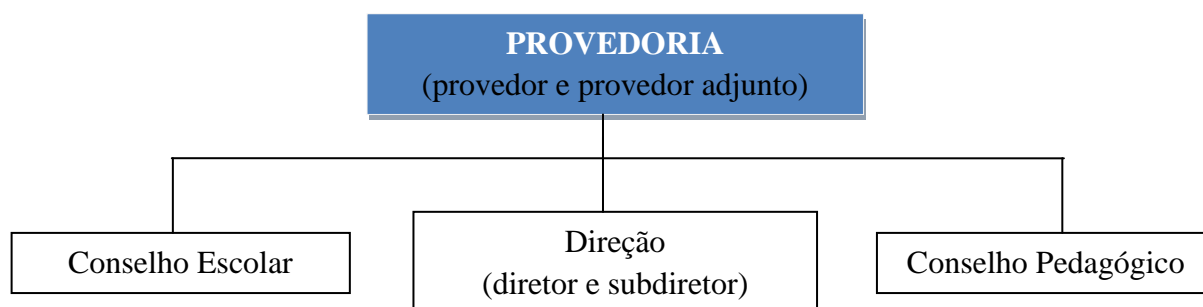 PROVEDORIA
(provedor e provedor adjunto)
Conselho Escolar
Direção
(diretor e subdiretor)
Conselho Pedagógico